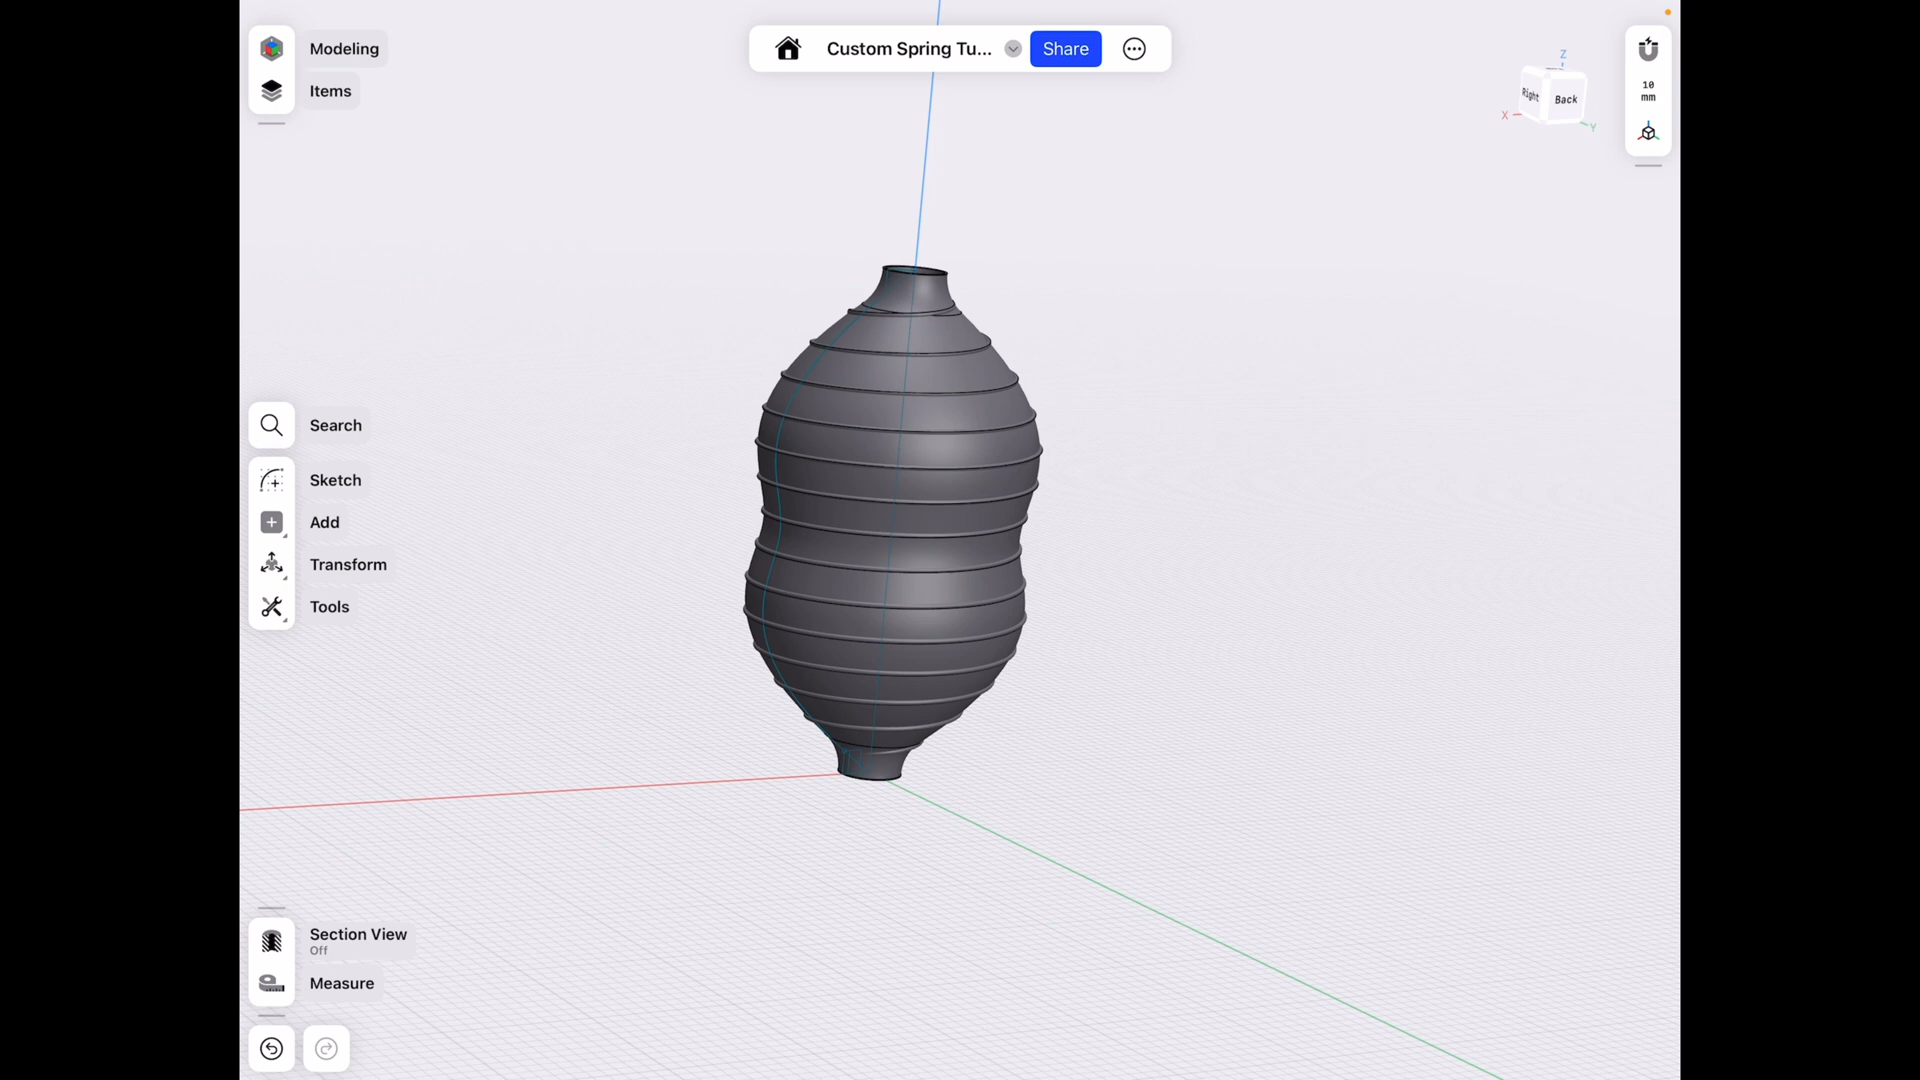 Modeling
Items
Custom Spring Tu...
Share
Z
Right
Back
X
Y
10
mm
Search
Sketch
Add
Transform
Tools
Section View
Off
Measure